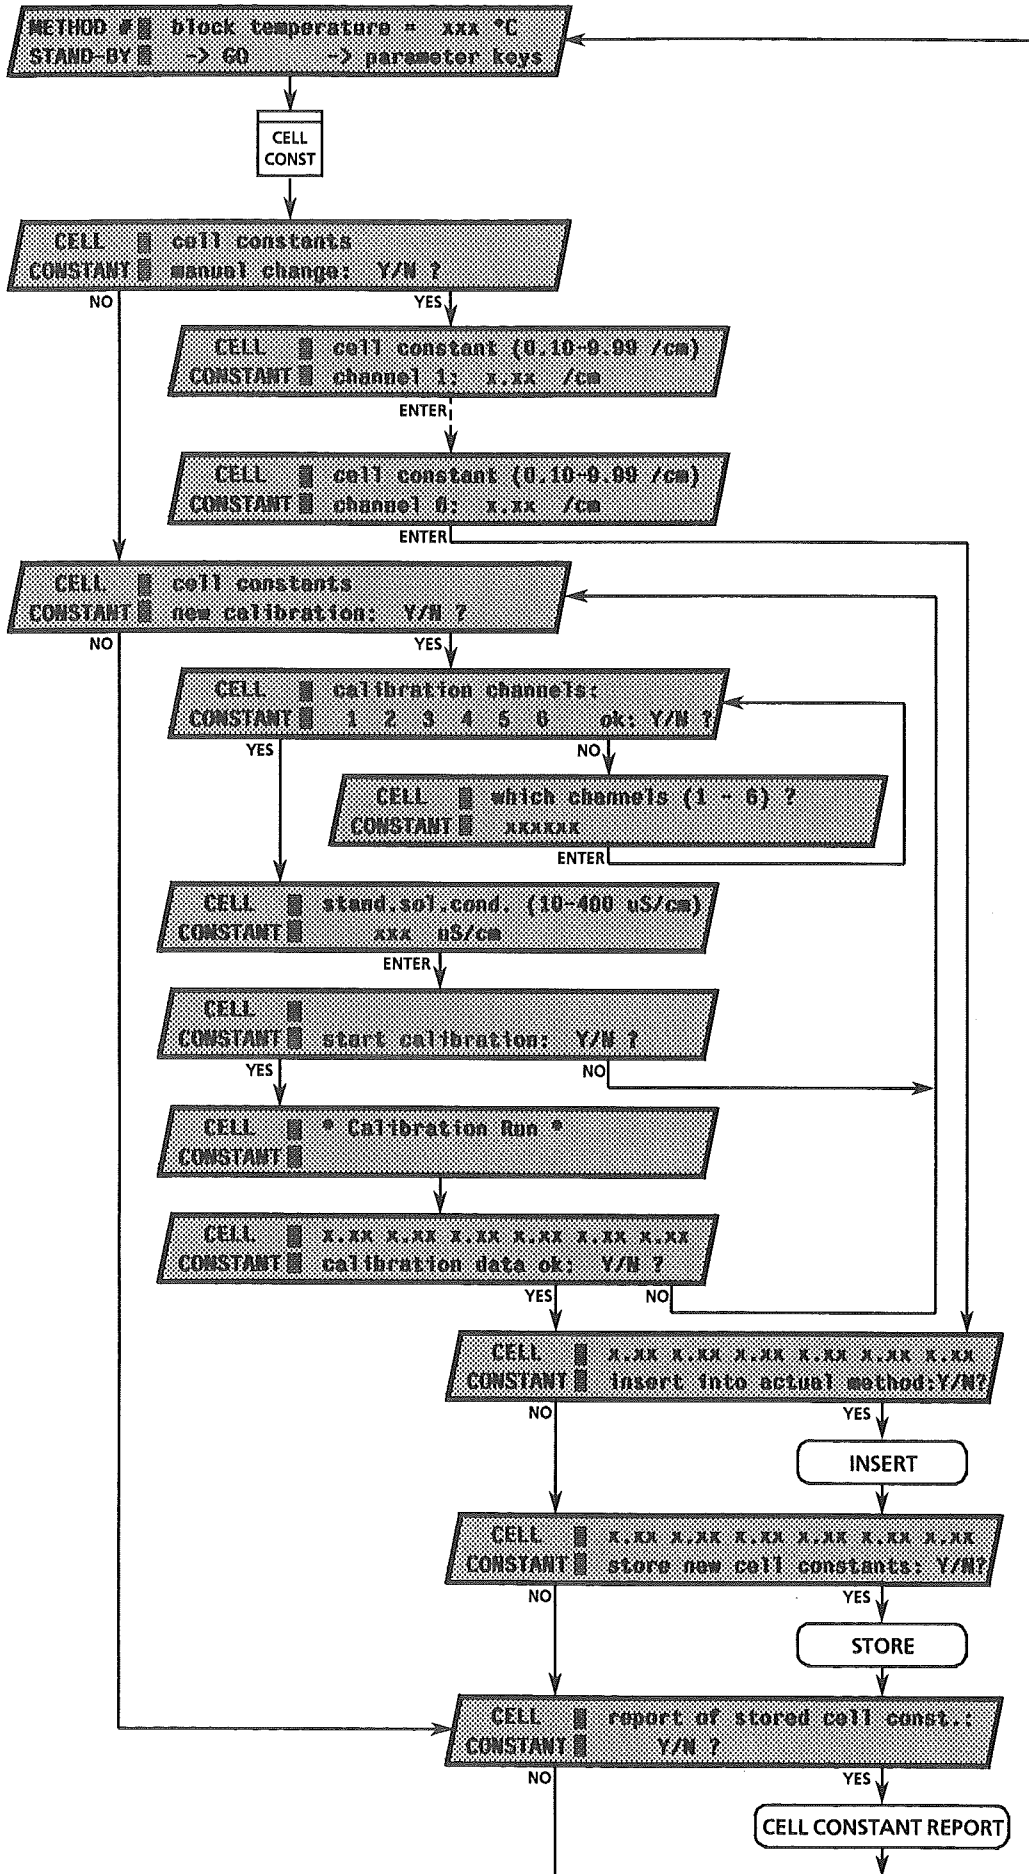 METHOD # block temperature = xxx °C
STAND-BY -> GO -> parameter keys
CELL
CONST
CELL cell constants
CONSTANT manual change: Y/N ?
NO
YES
CELL cell constant (0.10-9.99 /cm)
CONSTANT channel 1: x.xx /cm
ENTER
CELL cell constant (0.10-9.99 /cm)
CONSTANT channel 6: x.xx /cm
ENTER
CELL cell constants
CONSTANT new calibration: Y/N ?
NO
YES
CELL calibration channels:
CONSTANT 1 2 3 4 5 6 ok: Y/N ?
YES
NO
CELL which channels (1 - 6) ?
CONSTANT xxxxxx
ENTER
CELL stand.sol.cond. (10-400 uS/cm)
CONSTANT xxx uS/cm
ENTER
CELL
CONSTANT start calibration: Y/N ?
YES
NO
CELL * Calibration Run *
CONSTANT
CELL x.xx x.xx x.xx x.xx x.xx x.xx
CONSTANT calibration data ok: Y/N ?
YES
NO
CELL x.xx x.xx x.xx x.xx x.xx x.xx
CONSTANT insert into actual method:Y/N?
NO
YES
INSERT
CELL x.xx x.xx x.xx x.xx x.xx x.xx
CONSTANT store new cell constants: Y/N?
NO
YES
STORE
CELL report of stored cell const.:
CONSTANT Y/N ?
NO
YES
CELL CONSTANT REPORT